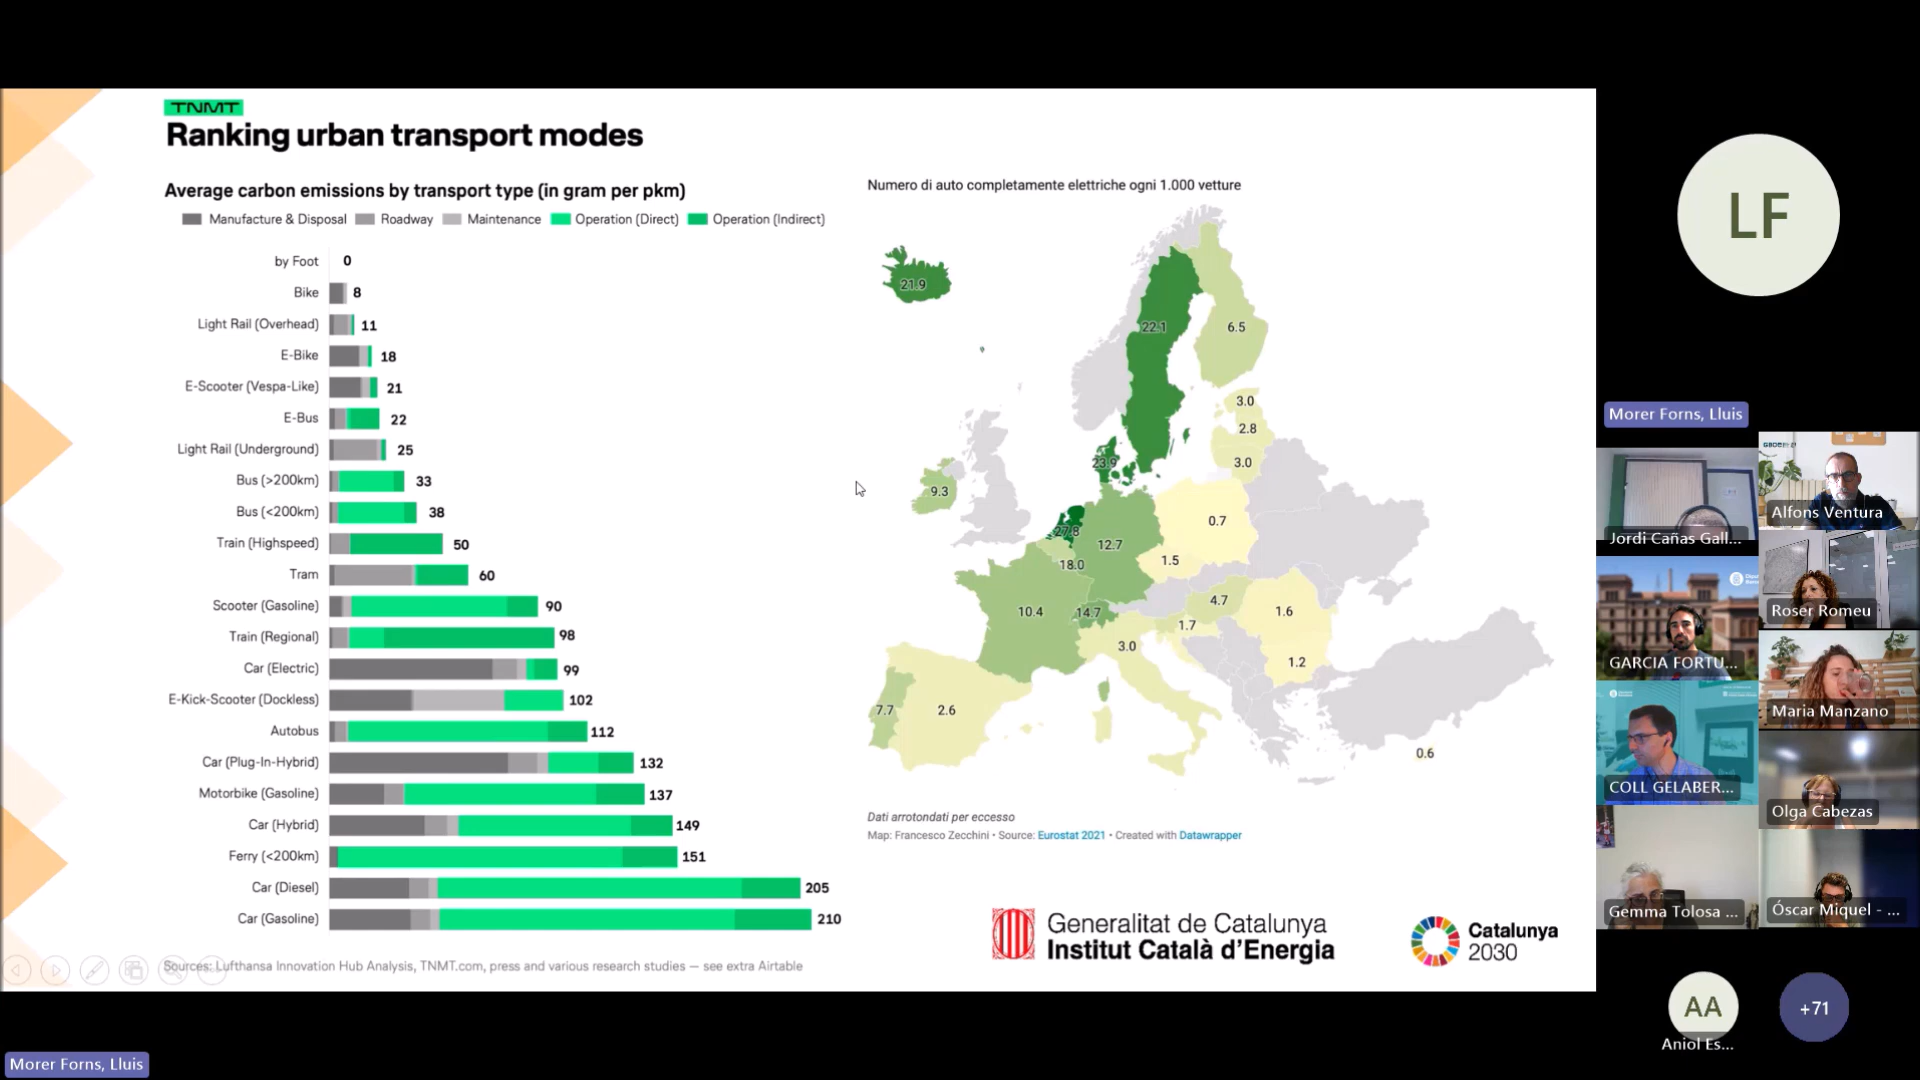 TNMT
Ranking urban transport modes
Average carbon emissions by transport type (in gram per pkm)
Manufacture & Disposal Roadway Maintenance Operation (Direct) Operation (Indirect)
by Foot 0
Bike 8
Light Rail (Overhead) 11
E-Bike 18
E-Scooter (Vespa-Like) 21
E-Bus 22
Light Rail (Underground) 25
Bus (>200km) 33
Bus (<200km) 38
Train (Highspeed) 50
Tram 60
Scooter (Gasoline) 90
Train (Regional) 98
Car (Electric) 99
E-Kick-Scooter (Dockless) 102
Autobus 112
Car (Plug-In-Hybrid) 132
Motorbike (Gasoline) 137
Car (Hybrid) 149
Ferry (<200km) 151
Car (Diesel) 205
Car (Gasoline) 210
Sources: Lufthansa Innovation Hub Analysis, TNMT.com, press and various research studies — see extra Airtable
Numero di auto completamente elettriche ogni 1.000 vetture
21.9
22.1
6.5
3.0
2.8
3.0
23.9
9.3
27.8
0.7
12.7
18.0
1.5
10.4
14.7
4.7
1.6
1.7
3.0
1.2
7.7
2.6
0.6
Dati arrotondati per eccesso
Map: Francesco Zecchini • Source: Eurostat 2021 • Created with Datawrapper
Generalitat de Catalunya
Institut Català d'Energia
Catalunya
2030
LF
Morer Forns, Lluis
Jordi Cañas Gall...
Alfons Ventura
GARCIA FORTU...
Roser Romeu
COLL GELABER...
Maria Manzano
Gemma Tolosa ...
Olga Cabezas
Óscar Miquel - ...
AA
Aniol Es...
+71
Morer Forns, Lluis